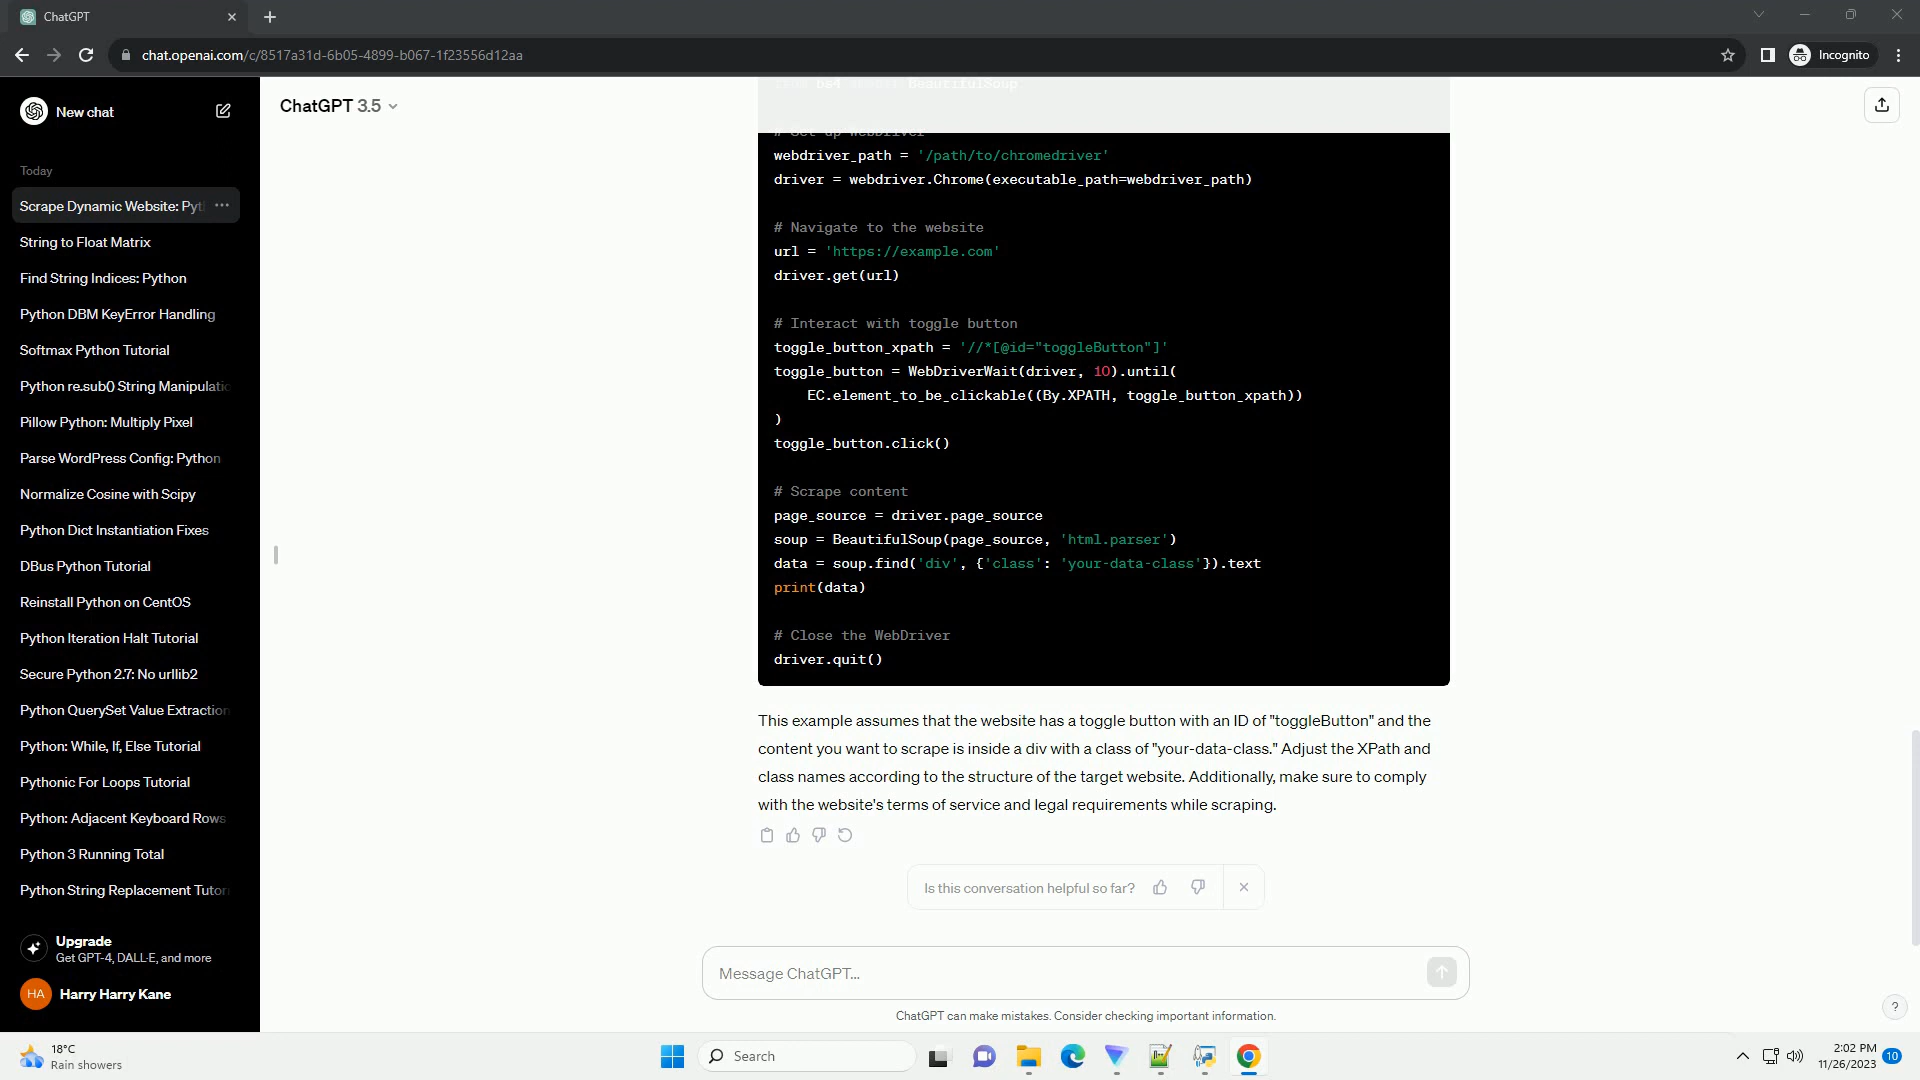 ChatGPT
chat.openai.com/c/8517a31d-6b05-4899-b067-1f23556d12aa
Incognito
New chat
Today
Scrape Dynamic Website: Pyt
String to Float Matrix
Find String Indices: Python
Python DBM KeyError Handling
Softmax Python Tutorial
Python re.sub() String Manipulatio
Pillow Python: Multiply Pixel
Parse WordPress Config: Python
Normalize Cosine with Scipy
Python Dict Instantiation Fixes
DBus Python Tutorial
Reinstall Python on CentOS
Python Iteration Halt Tutorial
Secure Python 2.7: No urllib2
Python QuerySet Value Extraction
Python: While, If, Else Tutorial
Pythonic For Loops Tutorial
Python: Adjacent Keyboard Rows
Python 3 Running Total
Python String Replacement Tutor
Upgrade
Get GPT-4, DALL·E, and more
HA
Harry Harry Kane
ChatGPT 3.5
BeautifulSoup
# Set up WebDriver
webdriver_path = '/path/to/chromedriver'
driver = webdriver.Chrome(executable_path=webdriver_path)
# Navigate to the website
url = 'https://example.com'
driver.get(url)
# Interact with toggle button
toggle_button_xpath = '//*[@id="toggleButton"]'
toggle_button = WebDriverWait(driver, 10).until(
EC.element_to_be_clickable((By.XPATH, toggle_button_xpath))
)
toggle_button.click()
# Scrape content
page_source = driver.page_source
soup = BeautifulSoup(page_source, 'html.parser')
data = soup.find('div', {'class': 'your-data-class'}).text
print(data)
# Close the WebDriver
driver.quit()
This example assumes that the website has a toggle button with an ID of "toggleButton" and the
content you want to scrape is inside a div with a class of "your-data-class." Adjust the XPath and
class names according to the structure of the target website. Additionally, make sure to comply
with the website's terms of service and legal requirements while scraping.
Is this conversation helpful so far?
Message ChatGPT...
ChatGPT can make mistakes. Consider checking important information.
?
18°C
Rain showers
Search
2:02 PM
11/26/2023
10